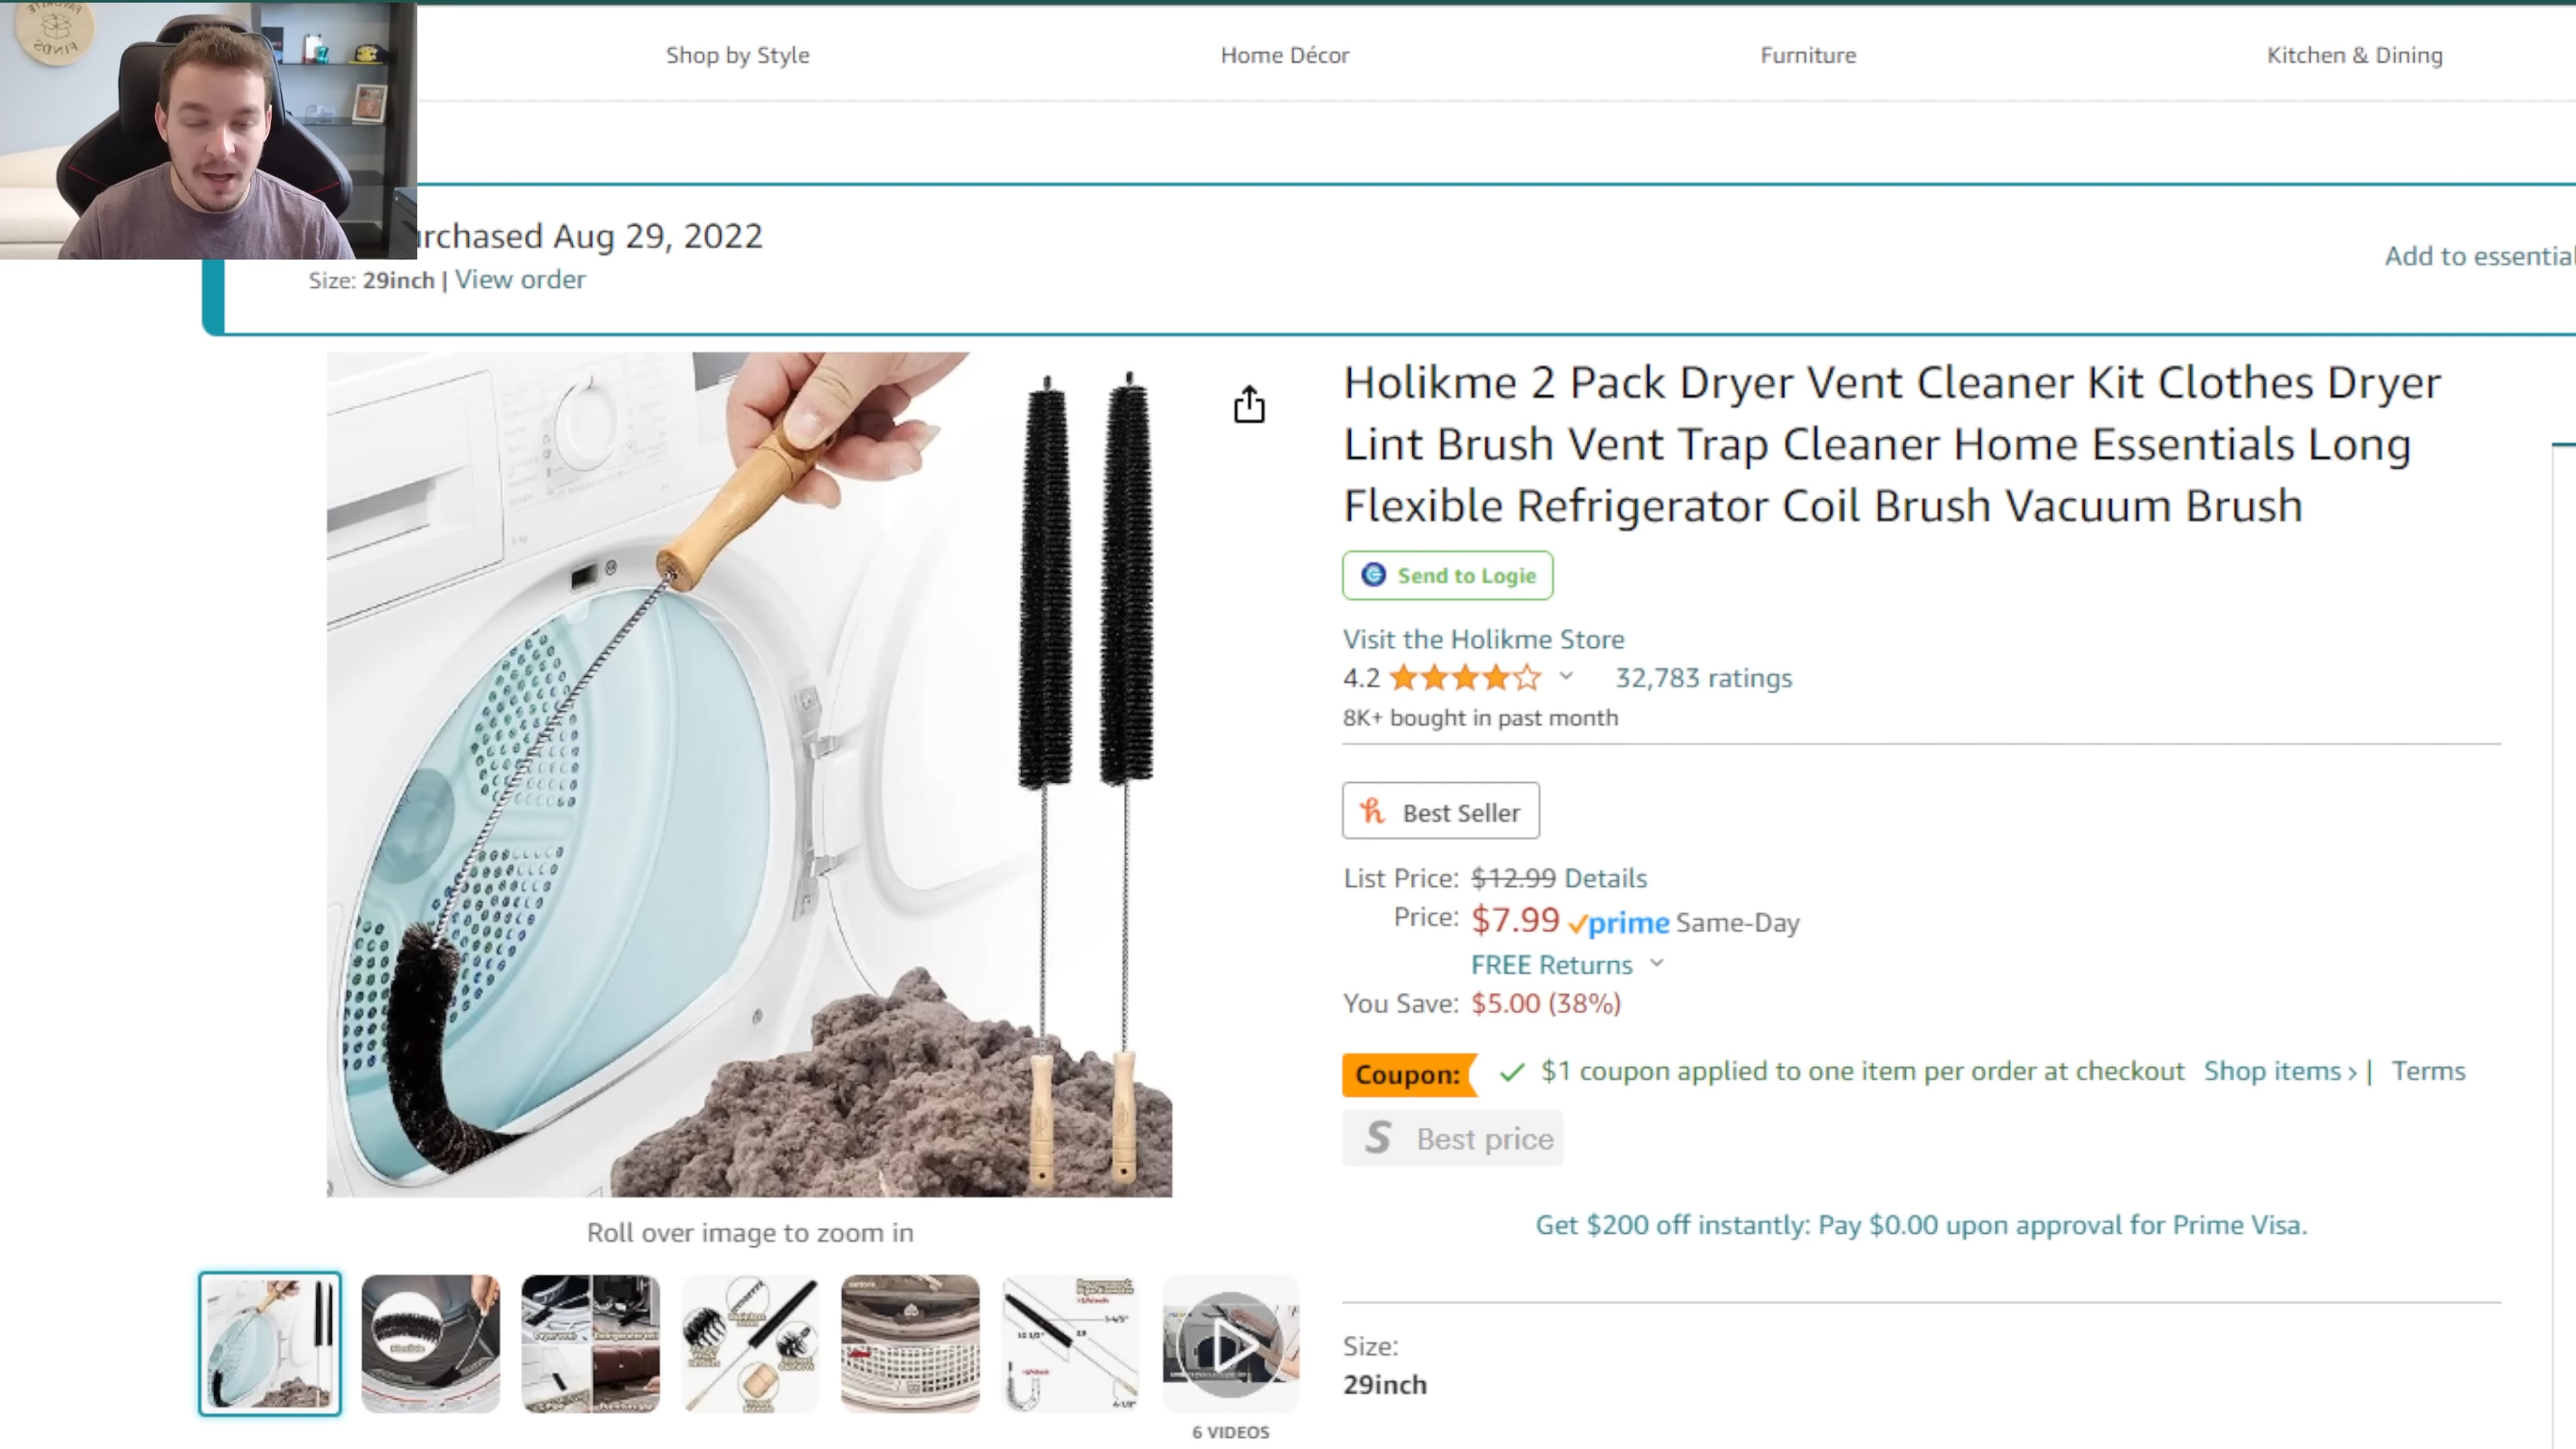 Shop by Style
Home Décor
Furniture
Kitchen & Dining
FINDS
rchased Aug 29, 2022
Size: 29inch | View order
Add to essential
Holikme 2 Pack Dryer Vent Cleaner Kit Clothes Dryer
Lint Brush Vent Trap Cleaner Home Essentials Long
Flexible Refrigerator Coil Brush Vacuum Brush
Send to Logie
Visit the Holikme Store
4.2
32,783 ratings
8K+ bought in past month
Best Seller
List Price: $12.99 Details
Price: $7.99 prime Same-Day
FREE Returns
You Save: $5.00 (38%)
Coupon: $1 coupon applied to one item per order at checkout Shop items › | Terms
S Best price
Get $200 off instantly: Pay $0.00 upon approval for Prime Visa.
Roll over image to zoom in
6 VIDEOS
Size:
29inch